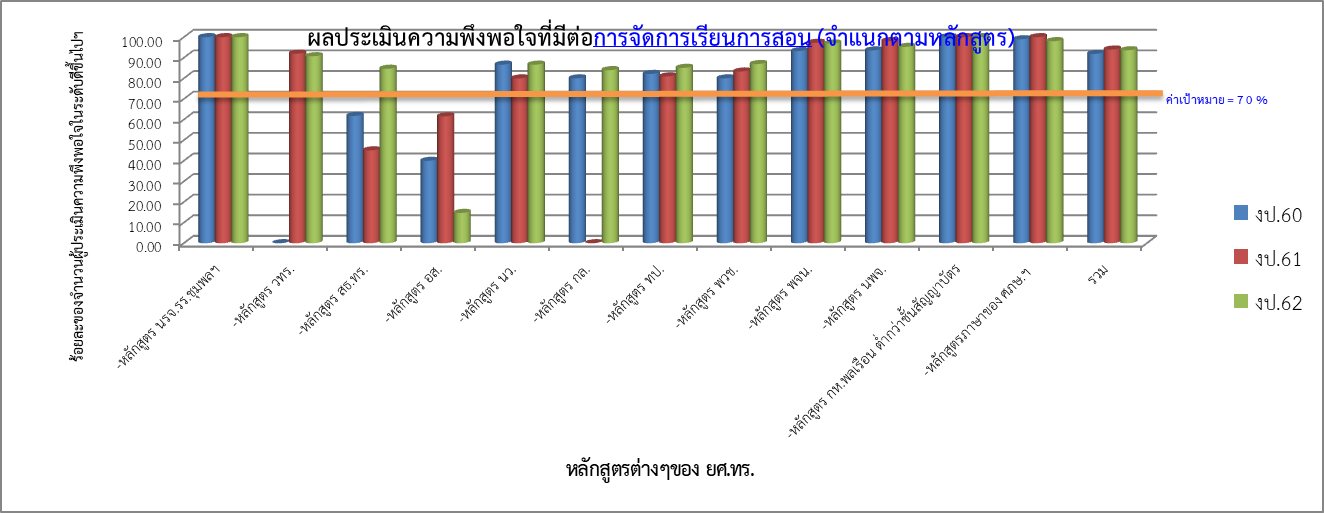 ผลประเมินความพึงพอใจที่มีต่อการจัดการเรียนการสอน (จำแนกตามหลักสูตร)
ร้อยละของจำนวนผู้ประเมินความพึงพอใจในระดับดีขึ้นไปฯ
100.00
90.00
80.00
70.00
60.00
50.00
40.00
30.00
20.00
10.00
0.00
ค่าเป้าหมาย = 7 0 %
งป.60
งป.61
งป.62
-หลักสูตร นรจ.รร.ชุมพลฯ
-หลักสูตร วทร.
-หลักสูตร สธ.ทร.
-หลักสูตร อส.
-หลักสูตร นว.
-หลักสูตร กล.
-หลักสูตร ทป.
-หลักสูตร พวช.
-หลักสูตร พจน.
-หลักสูตร นพจ.
-หลักสูตร กห.พลเรือน ต่ำกว่าชั้นสัญญาบัตร
-หลักสูตรภาษาของ ศภษ.ฯ
รวม
หลักสูตรต่างๆของ ยศ.ทร.